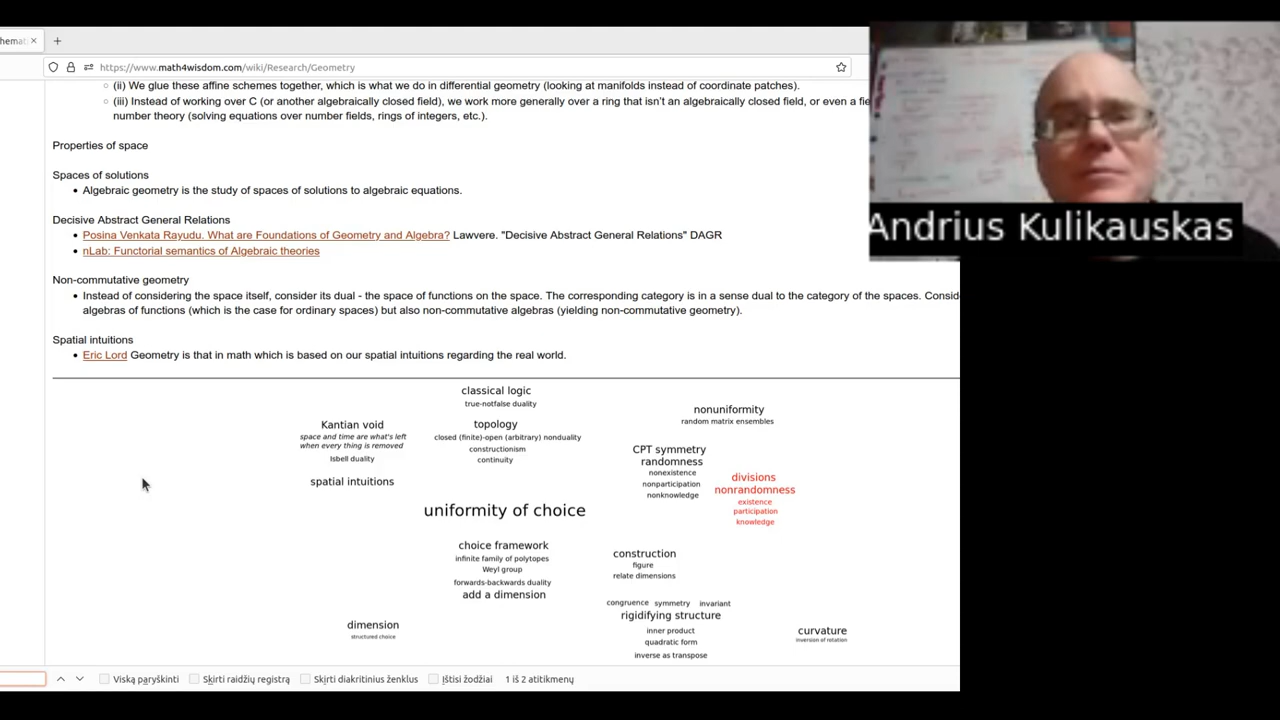 hemat ×
+
https://www.math4wisdom.com/wiki/Research/Geometry
(ii) We glue these affine schemes together, which is what we do in differential geometry (looking at manifolds instead of coordinate patches).
(iii) Instead of working over C (or another algebraically closed field), we work more generally over a ring that isn't an algebraically closed field, or even a fie
number theory (solving equations over number fields, rings of integers, etc.).
Properties of space
Spaces of solutions
Algebraic geometry is the study of spaces of solutions to algebraic equations.
Decisive Abstract General Relations
Posina Venkata Rayudu. What are Foundations of Geometry and Algebra? Lawvere. "Decisive Abstract General Relations" DAGR
nLab: Functorial semantics of Algebraic theories
Non-commutative geometry
Instead of considering the space itself, consider its dual - the space of functions on the space. The corresponding category is in a sense dual to the category of the spaces. Consid
algebras of functions (which is the case for ordinary spaces) but also non-commutative algebras (yielding non-commutative geometry).
Spatial intuitions
Eric Lord Geometry is that in math which is based on our spatial intuitions regarding the real world.
classical logic
true-notfalse duality
nonuniformity
random matrix ensembles
Kantian void
space and time are what's left
when every thing is removed
Isbell duality
topology
closed (finite)-open (arbitrary) nonduality
constructionism
continuity
CPT symmetry
randomness
nonexistence
nonparticipation
nonknowledge
divisions
nonrandomness
existence
participation
knowledge
spatial intuitions
uniformity of choice
choice framework
infinite family of polytopes
Weyl group
forwards-backwards duality
add a dimension
construction
figure
relate dimensions
congruence symmetry invariant
rigidifying structure
inner product
quadratic form
inverse as transpose
dimension
structured choice
curvature
inversion of rotation
Viską paryškinti Skirti raidžių registrą Skirti diakritinius ženklus Ištisi žodžiai 1 iš 2 atitikmenų
Andrius Kulikauskas